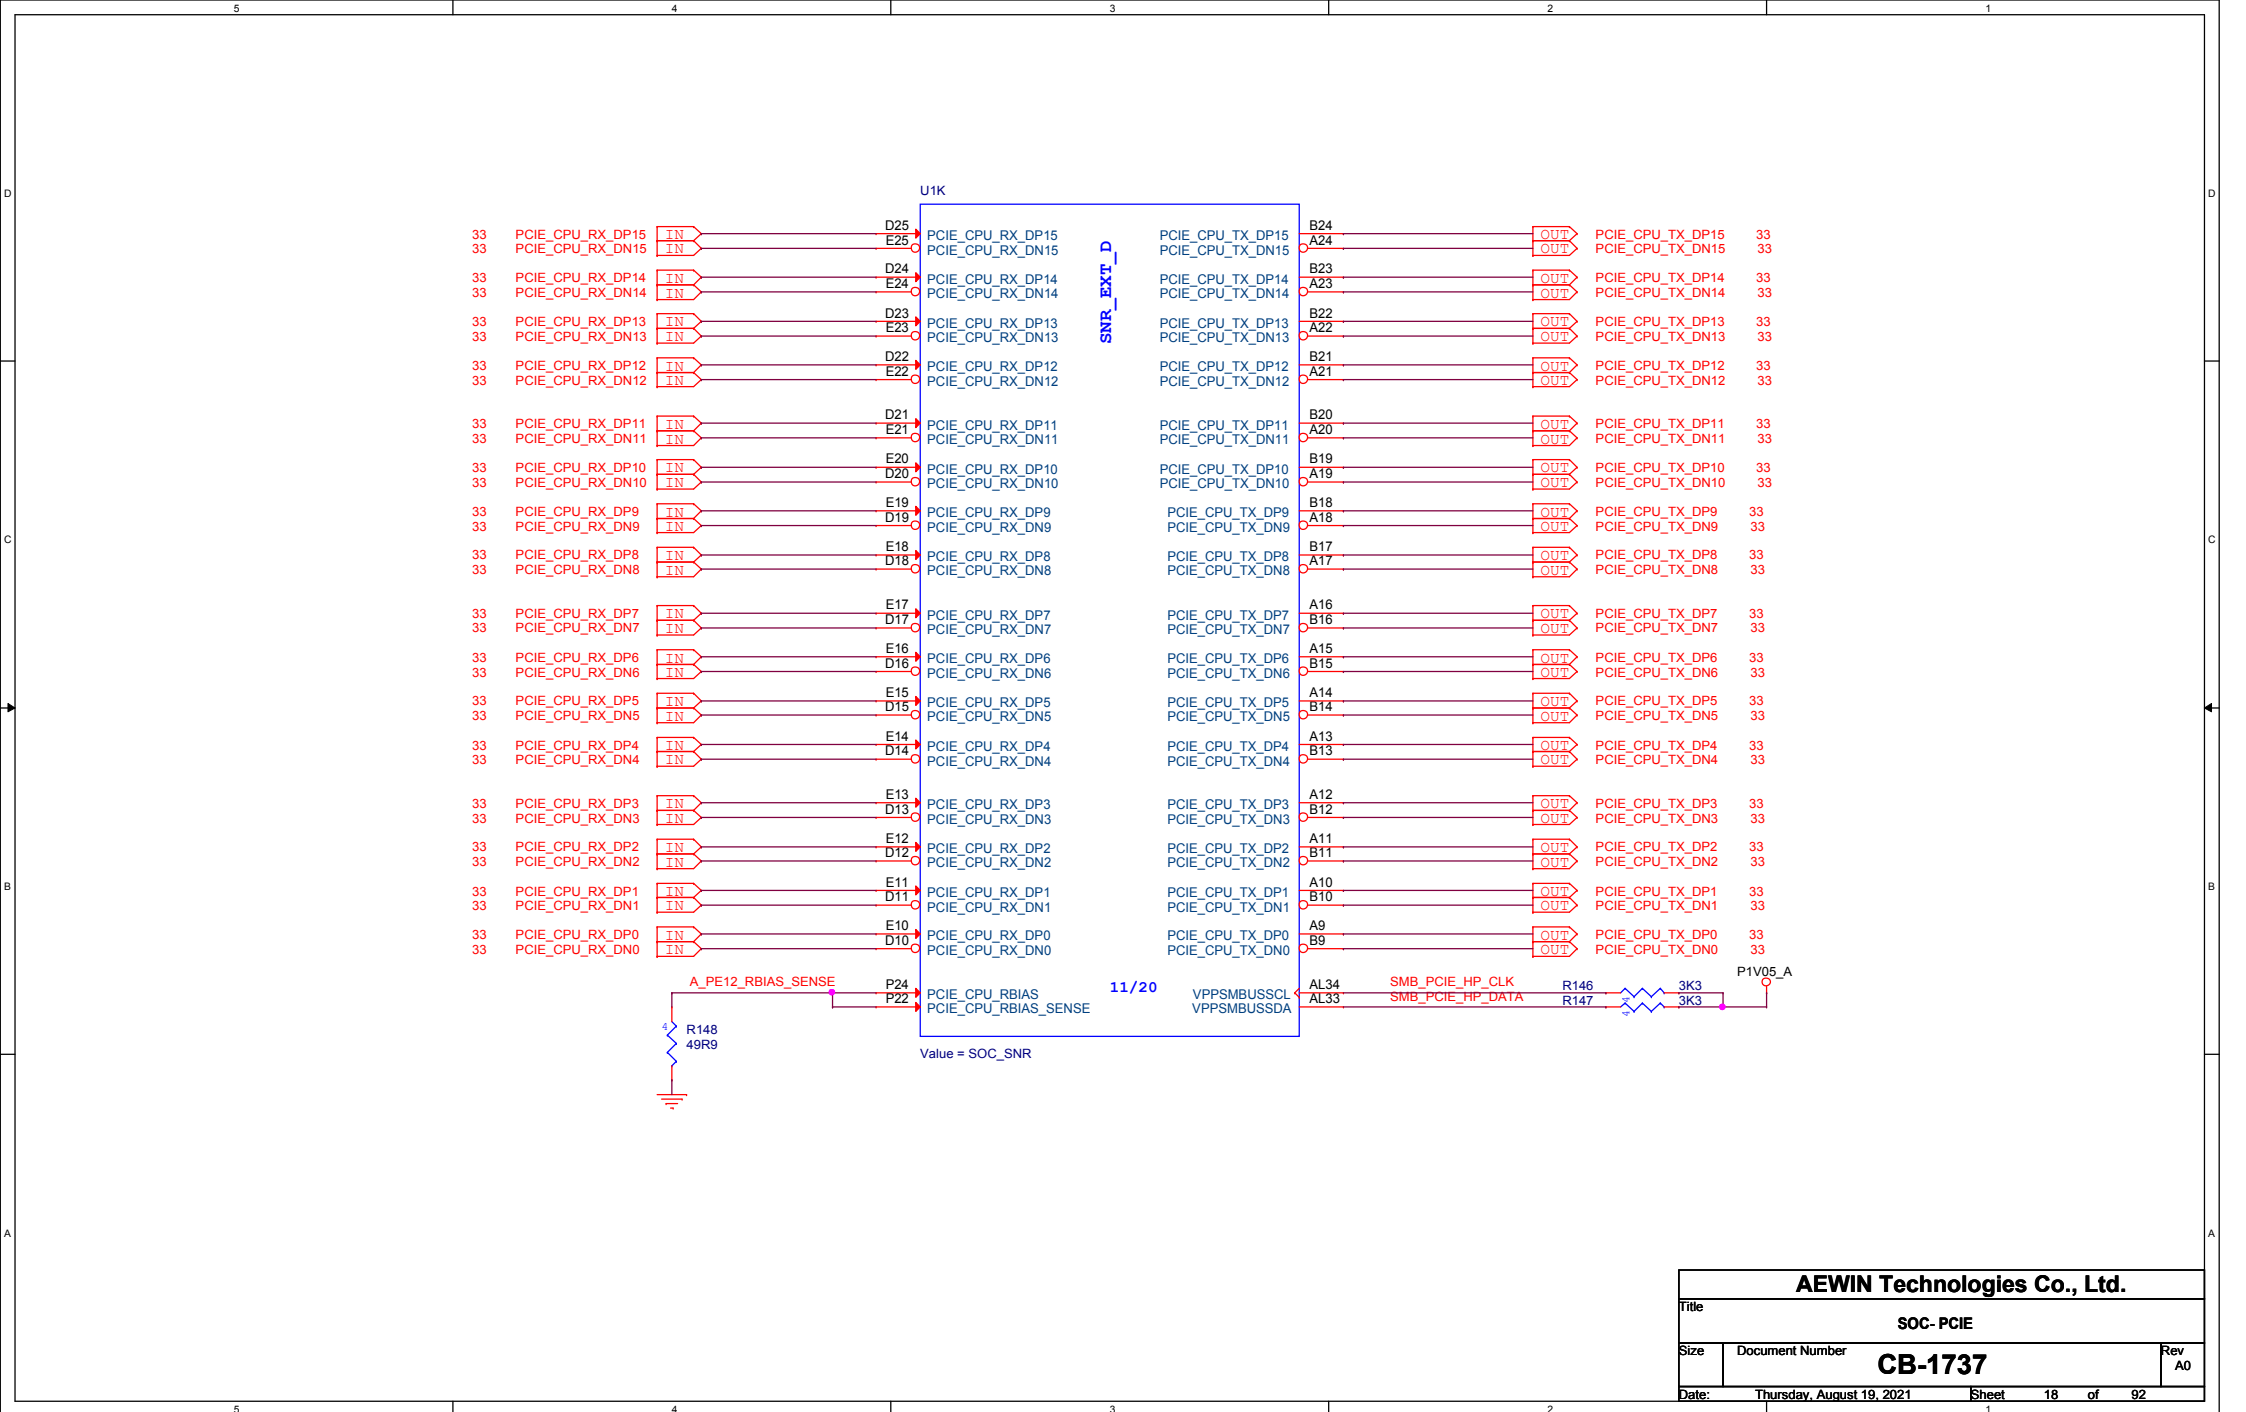 5 4 3 2 1
D D
C C
B B
A A
U1K
SNR_EXT_D
33 PCIE_CPU_RX_DP15 IN D25 PCIE_CPU_RX_DP15 PCIE_CPU_TX_DP15 B24 OUT PCIE_CPU_TX_DP15 33
33 PCIE_CPU_RX_DN15 IN E25 PCIE_CPU_RX_DN15 PCIE_CPU_TX_DN15 A24 OUT PCIE_CPU_TX_DN15 33
33 PCIE_CPU_RX_DP14 IN D24 PCIE_CPU_RX_DP14 PCIE_CPU_TX_DP14 B23 OUT PCIE_CPU_TX_DP14 33
33 PCIE_CPU_RX_DN14 IN E24 PCIE_CPU_RX_DN14 PCIE_CPU_TX_DN14 A23 OUT PCIE_CPU_TX_DN14 33
33 PCIE_CPU_RX_DP13 IN D23 PCIE_CPU_RX_DP13 PCIE_CPU_TX_DP13 B22 OUT PCIE_CPU_TX_DP13 33
33 PCIE_CPU_RX_DN13 IN E23 PCIE_CPU_RX_DN13 PCIE_CPU_TX_DN13 A22 OUT PCIE_CPU_TX_DN13 33
33 PCIE_CPU_RX_DP12 IN D22 PCIE_CPU_RX_DP12 PCIE_CPU_TX_DP12 B21 OUT PCIE_CPU_TX_DP12 33
33 PCIE_CPU_RX_DN12 IN E22 PCIE_CPU_RX_DN12 PCIE_CPU_TX_DN12 A21 OUT PCIE_CPU_TX_DN12 33
33 PCIE_CPU_RX_DP11 IN D21 PCIE_CPU_RX_DP11 PCIE_CPU_TX_DP11 B20 OUT PCIE_CPU_TX_DP11 33
33 PCIE_CPU_RX_DN11 IN E21 PCIE_CPU_RX_DN11 PCIE_CPU_TX_DN11 A20 OUT PCIE_CPU_TX_DN11 33
33 PCIE_CPU_RX_DP10 IN E20 PCIE_CPU_RX_DP10 PCIE_CPU_TX_DP10 B19 OUT PCIE_CPU_TX_DP10 33
33 PCIE_CPU_RX_DN10 IN D20 PCIE_CPU_RX_DN10 PCIE_CPU_TX_DN10 A19 OUT PCIE_CPU_TX_DN10 33
33 PCIE_CPU_RX_DP9 IN E19 PCIE_CPU_RX_DP9 PCIE_CPU_TX_DP9 B18 OUT PCIE_CPU_TX_DP9 33
33 PCIE_CPU_RX_DN9 IN D19 PCIE_CPU_RX_DN9 PCIE_CPU_TX_DN9 A18 OUT PCIE_CPU_TX_DN9 33
33 PCIE_CPU_RX_DP8 IN E18 PCIE_CPU_RX_DP8 PCIE_CPU_TX_DP8 B17 OUT PCIE_CPU_TX_DP8 33
33 PCIE_CPU_RX_DN8 IN D18 PCIE_CPU_RX_DN8 PCIE_CPU_TX_DN8 A17 OUT PCIE_CPU_TX_DN8 33
33 PCIE_CPU_RX_DP7 IN E17 PCIE_CPU_RX_DP7 PCIE_CPU_TX_DP7 A16 OUT PCIE_CPU_TX_DP7 33
33 PCIE_CPU_RX_DN7 IN D17 PCIE_CPU_RX_DN7 PCIE_CPU_TX_DN7 B16 OUT PCIE_CPU_TX_DN7 33
33 PCIE_CPU_RX_DP6 IN E16 PCIE_CPU_RX_DP6 PCIE_CPU_TX_DP6 A15 OUT PCIE_CPU_TX_DP6 33
33 PCIE_CPU_RX_DN6 IN D16 PCIE_CPU_RX_DN6 PCIE_CPU_TX_DN6 B15 OUT PCIE_CPU_TX_DN6 33
33 PCIE_CPU_RX_DP5 IN E15 PCIE_CPU_RX_DP5 PCIE_CPU_TX_DP5 A14 OUT PCIE_CPU_TX_DP5 33
33 PCIE_CPU_RX_DN5 IN D15 PCIE_CPU_RX_DN5 PCIE_CPU_TX_DN5 B14 OUT PCIE_CPU_TX_DN5 33
33 PCIE_CPU_RX_DP4 IN E14 PCIE_CPU_RX_DP4 PCIE_CPU_TX_DP4 A13 OUT PCIE_CPU_TX_DP4 33
33 PCIE_CPU_RX_DN4 IN D14 PCIE_CPU_RX_DN4 PCIE_CPU_TX_DN4 B13 OUT PCIE_CPU_TX_DN4 33
33 PCIE_CPU_RX_DP3 IN E13 PCIE_CPU_RX_DP3 PCIE_CPU_TX_DP3 A12 OUT PCIE_CPU_TX_DP3 33
33 PCIE_CPU_RX_DN3 IN D13 PCIE_CPU_RX_DN3 PCIE_CPU_TX_DN3 B12 OUT PCIE_CPU_TX_DN3 33
33 PCIE_CPU_RX_DP2 IN E12 PCIE_CPU_RX_DP2 PCIE_CPU_TX_DP2 A11 OUT PCIE_CPU_TX_DP2 33
33 PCIE_CPU_RX_DN2 IN D12 PCIE_CPU_RX_DN2 PCIE_CPU_TX_DN2 B11 OUT PCIE_CPU_TX_DN2 33
33 PCIE_CPU_RX_DP1 IN E11 PCIE_CPU_RX_DP1 PCIE_CPU_TX_DP1 A10 OUT PCIE_CPU_TX_DP1 33
33 PCIE_CPU_RX_DN1 IN D11 PCIE_CPU_RX_DN1 PCIE_CPU_TX_DN1 B10 OUT PCIE_CPU_TX_DN1 33
33 PCIE_CPU_RX_DP0 IN E10 PCIE_CPU_RX_DP0 PCIE_CPU_TX_DP0 A9 OUT PCIE_CPU_TX_DP0 33
33 PCIE_CPU_RX_DN0 IN D10 PCIE_CPU_RX_DN0 PCIE_CPU_TX_DN0 B9 OUT PCIE_CPU_TX_DN0 33
P1V05_A
A_PE12_RBIAS_SENSE P24 PCIE_CPU_RBIAS 11/20 VPPSMBUSSCL AL34 SMB_PCIE_HP_CLK R146 3K3 4
P22 PCIE_CPU_RBIAS_SENSE VPPSMBUSSDA AL33 SMB_PCIE_HP_DATA R147 3K3 4
4 R148
49R9
Value = SOC_SNR
AEWIN Technologies Co., Ltd.
Title
SOC- PCIE
Size Document Number Rev
CB-1737 A0
Date: Thursday, August 19, 2021 Sheet 18 of 92
5 4 3 2 1